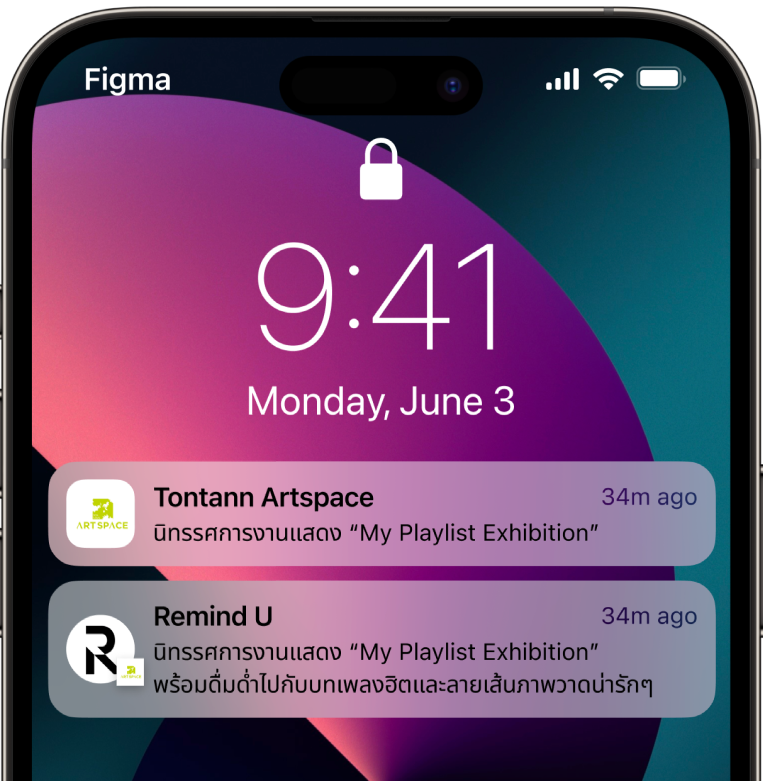 Figma
9:41
Monday, June 3
Tontann Artspace 34m ago
ARTSPACE
นิทรรศการงานแสดง “My Playlist Exhibition”
Remind U 34m ago
R
นิทรรศการงานแสดง “My Playlist Exhibition”
ARTSPACE
พร้อมดื่มด่ำไปกับบทเพลงฮิตและลายเส้นภาพวาดน่ารักๆ